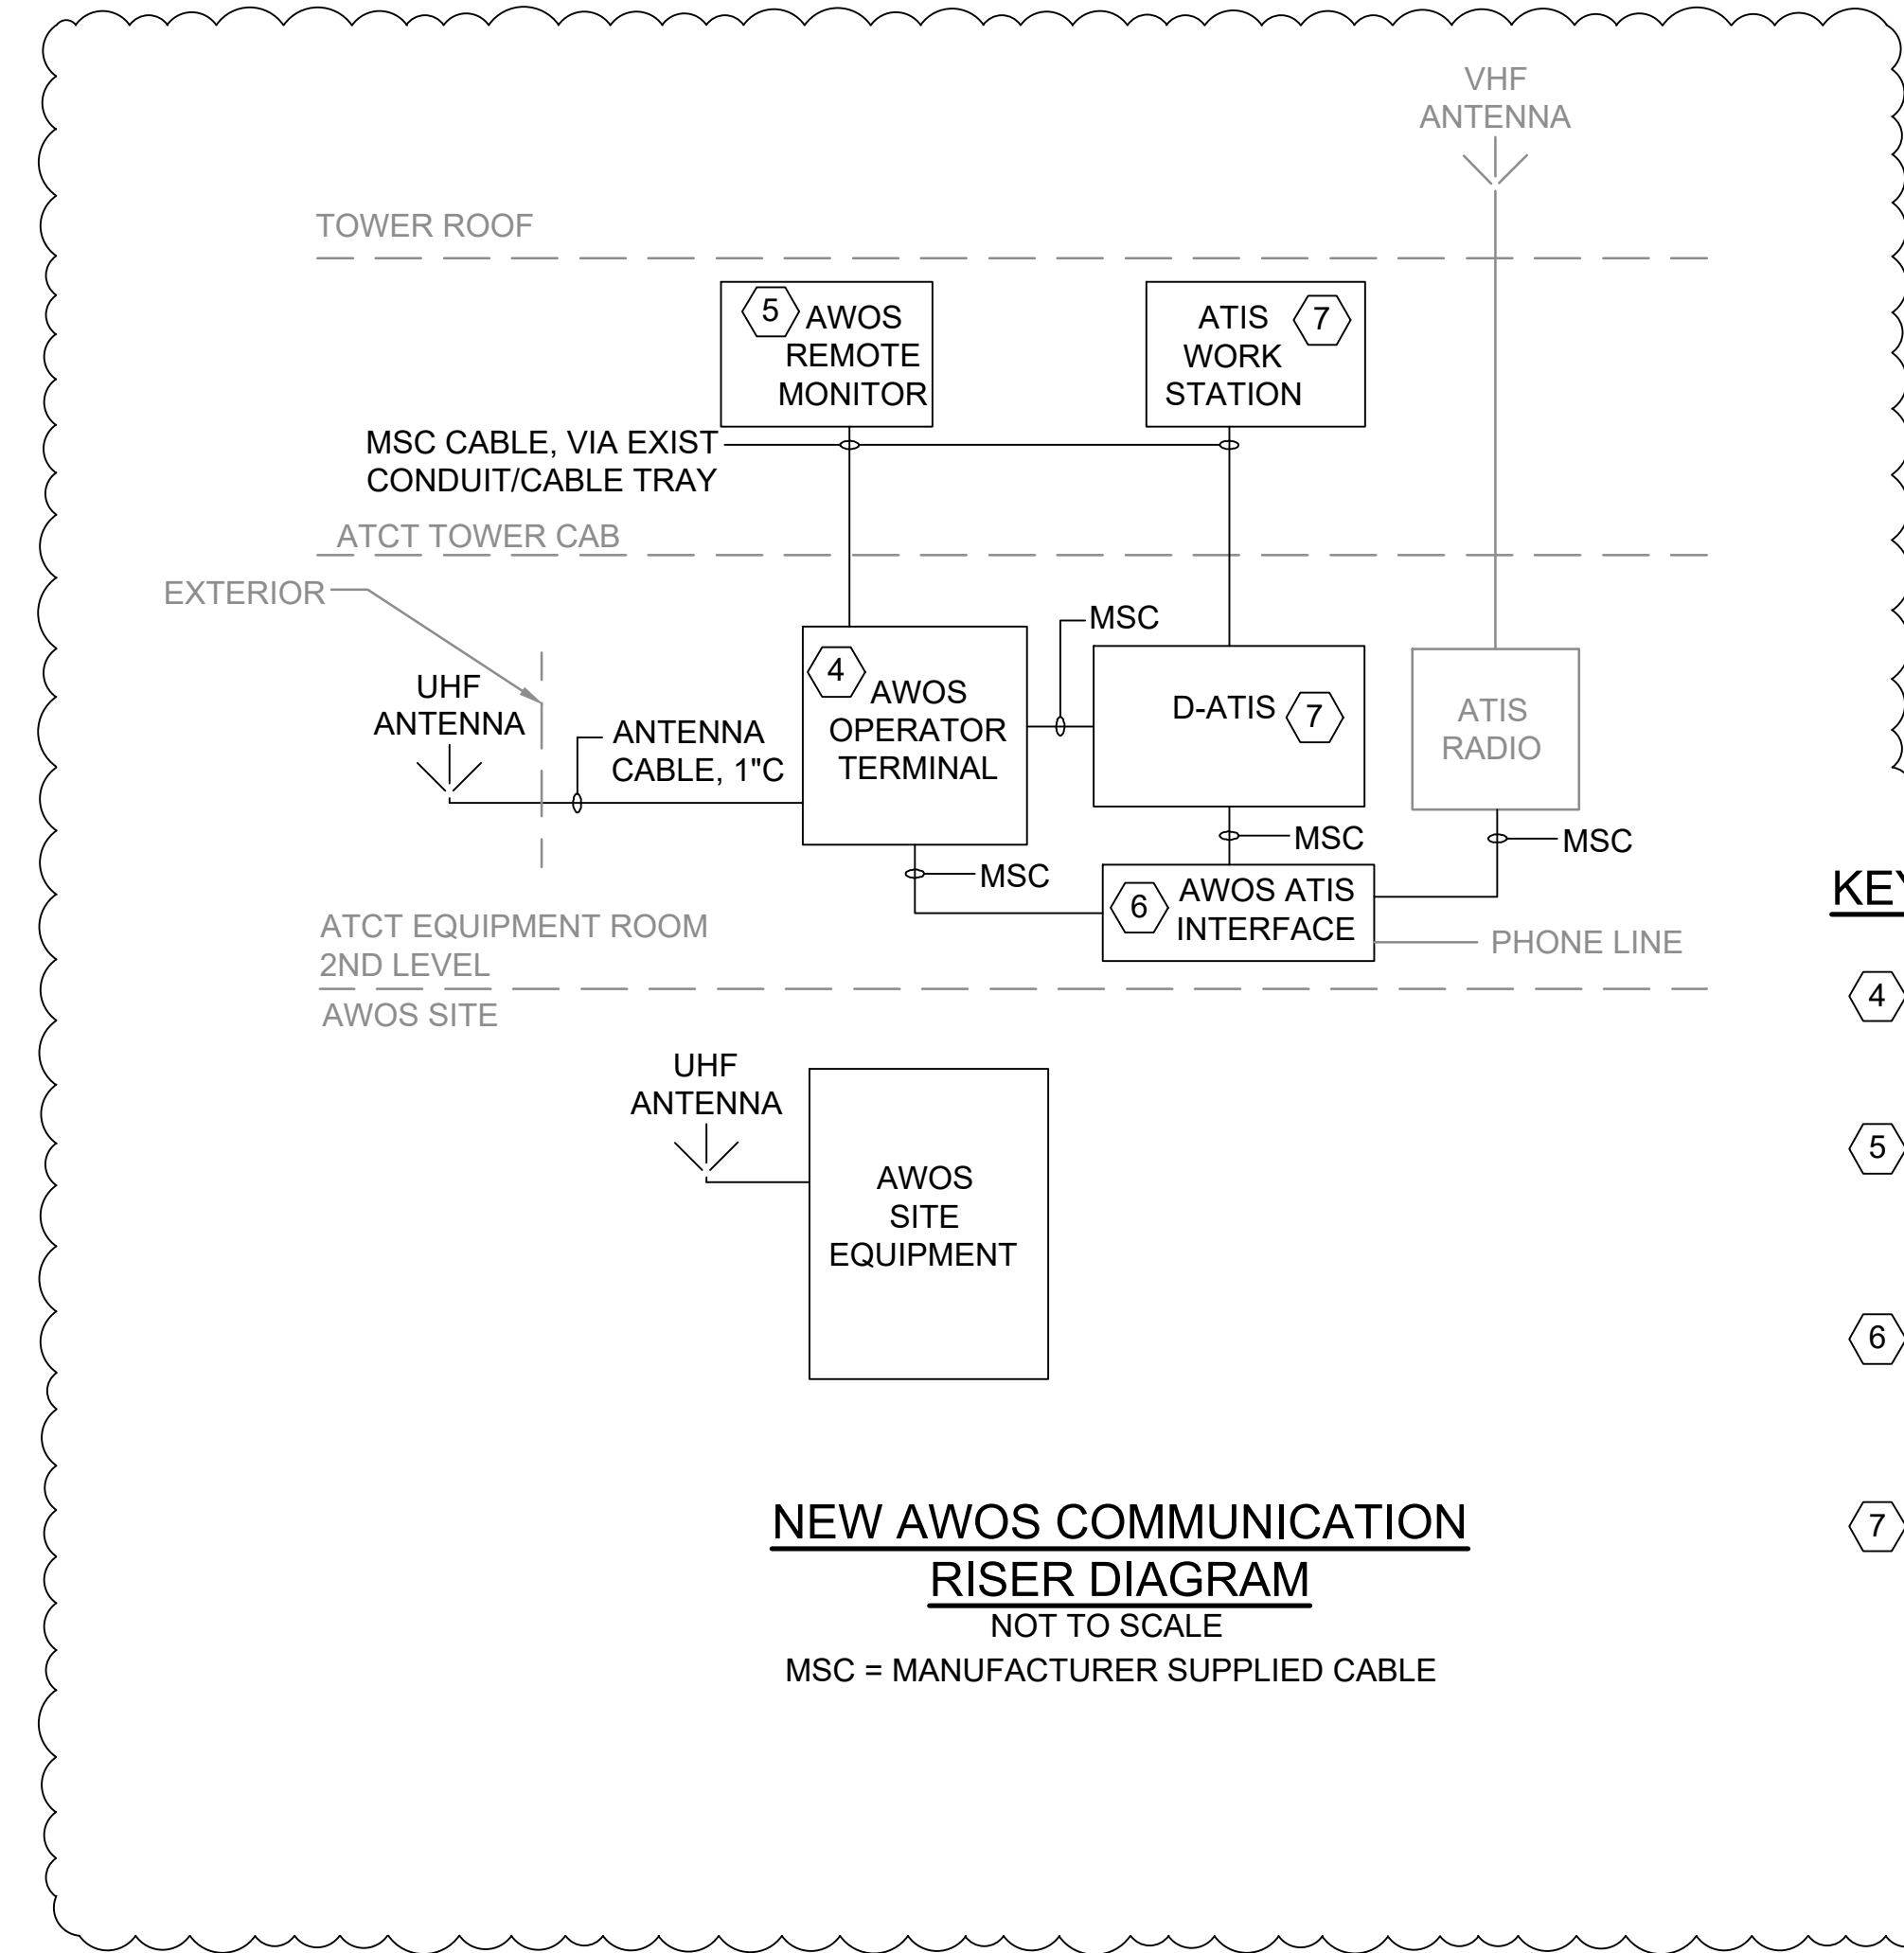 VHF
ANTENNA
TOWER ROOF
5
AWOS
REMOTE
MONITOR
ATIS
WORK
STATION
7
MSC CABLE, VIA EXIST
CONDUIT/CABLE TRAY
ATCT TOWER CAB
EXTERIOR
MSC
UHF
ANTENNA
ANTENNA
CABLE, 1"C
4
AWOS
OPERATOR
TERMINAL
D-ATIS
7
ATIS
RADIO
MSC
MSC
MSC
6
AWOS ATIS
INTERFACE
PHONE LINE
ATCT EQUIPMENT ROOM
2ND LEVEL
AWOS SITE
UHF
ANTENNA
AWOS
SITE
EQUIPMENT
NEW AWOS COMMUNICATION
RISER DIAGRAM
NOT TO SCALE
MSC = MANUFACTURER SUPPLIED CABLE
4
5
6
7